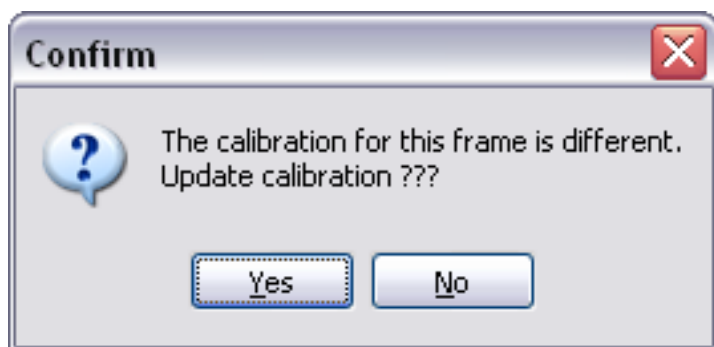 Confirm
The calibration for this frame is different.
Update calibration ???
Yes
No